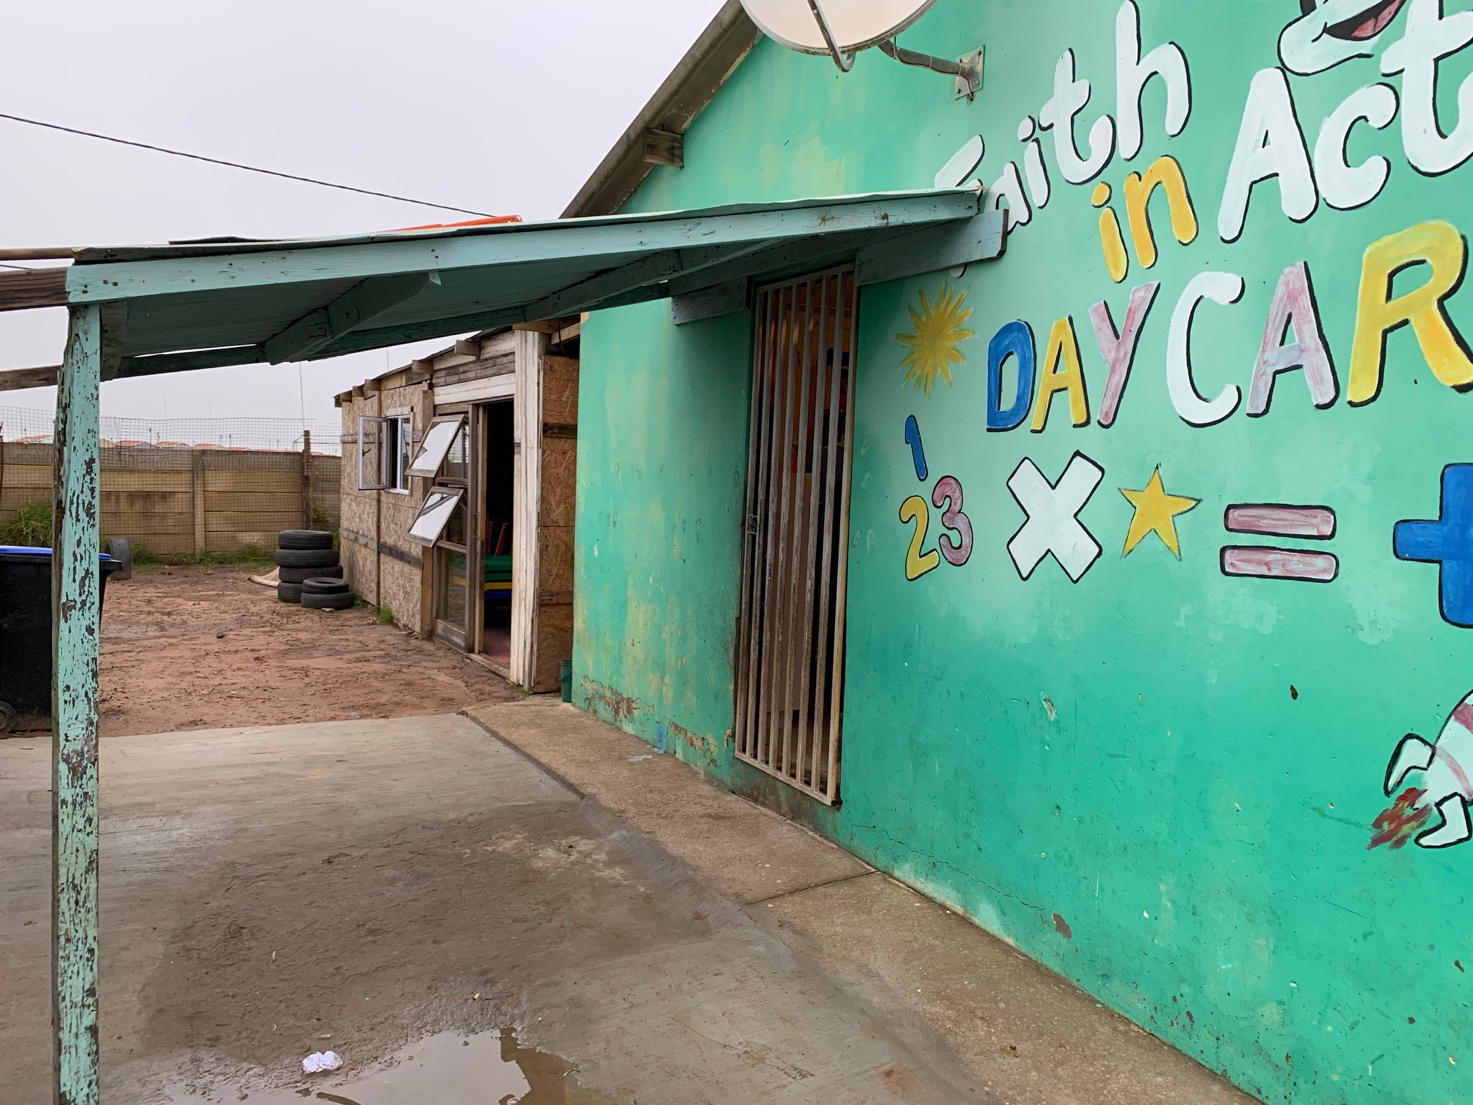 Faith
in Act
DAYCAR
1
23 X = +